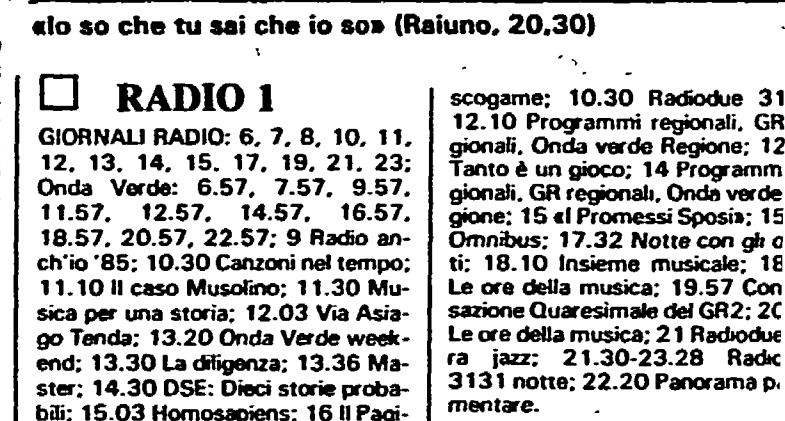 «Io so che tu sai che io so» (Raiuno, 20,30)
RADIO 1
GIORNALI RADIO: 6, 7, 8, 10, 11,
12, 13, 14, 15, 17, 19, 21, 23;
Onda Verde: 6.57, 7.57, 9.57,
11.57, 12.57, 14.57, 16.57,
18.57, 20.57, 22.57; 9 Radio an-
ch'io '85; 10.30 Canzoni nel tempo;
11.10 Il caso Musolino; 11.30 Mu-
sica per una storia; 12.03 Via Asia-
go Tenda; 13.20 Onda Verde week-
end; 13.30 La diligenza; 13.36 Ma-
ster; 14.30 DSE: Dieci storie proba-
bili; 15.03 Homosapiens; 16 Il Pagi-
scogame; 10.30 Radiodue 31
12.10 Programmi regionali, GR
gionali, Onda verde Regione; 12
Tanto è un gioco; 14 Programm
gionali, GR regionali, Onda verde
gione; 15 «I Promessi Sposi»; 15
Omnibus; 17.32 Notte con gli o
ti; 18.10 Insieme musicale; 18
Le ore della musica; 19.57 Con
sazione Quaresimale del GR2; 20
Le ore della musica; 21 Radiodue
ra jazz; 21.30-23.28 Radio
3131 notte; 22.20 Panorama pa
mentare.